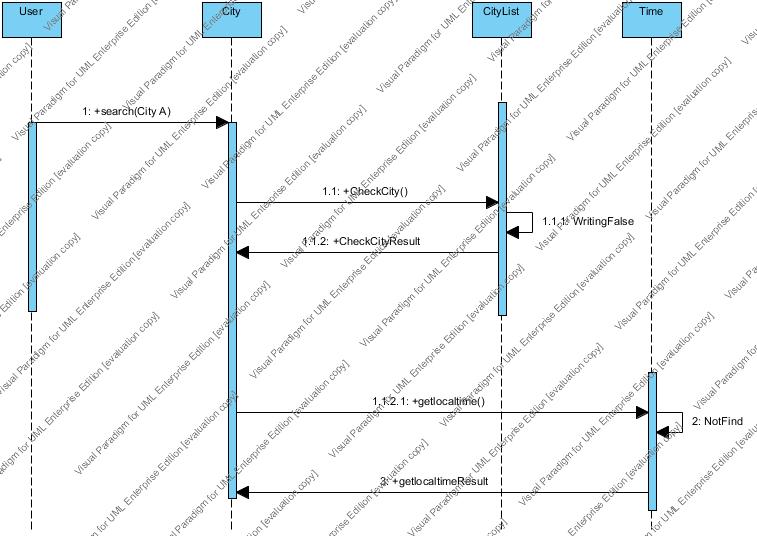 User
City
CityList
Time
1: +search(City A)
1.1: +CheckCity()
1.1.1: WritingFalse
1.1.2: +CheckCityResult
1.1.2.1: +getlocaltime()
2: NotFind
3: +getlocaltimeResult
Visual Paradigm for UML Enterprise Edition [evaluation copy]